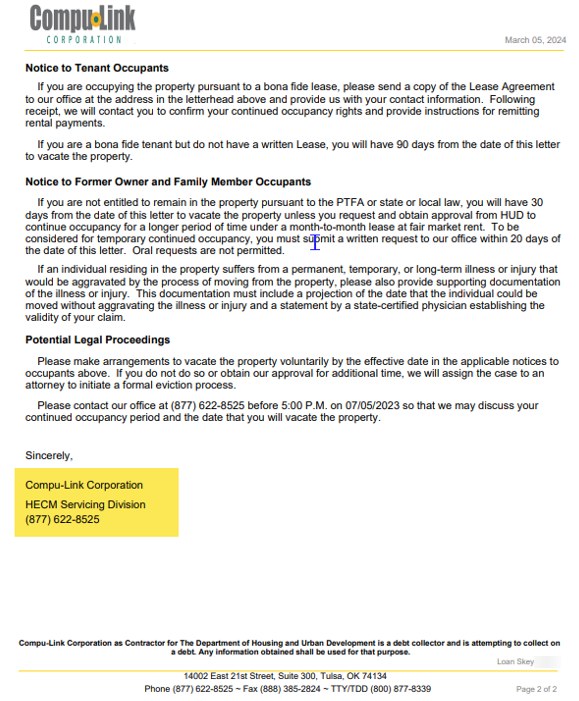 Compu-Link
CORPORATION
March 05, 2024
Notice to Tenant Occupants
If you are occupying the property pursuant to a bona fide lease, please send a copy of the Lease Agreement
to our office at the address in the letterhead above and provide us with your contact information. Following
receipt, we will contact you to confirm your continued occupancy rights and provide instructions for remitting
rental payments.
If you are a bona fide tenant but do not have a written Lease, you will have 90 days from the date of this letter
to vacate the property.
Notice to Former Owner and Family Member Occupants
If you are not entitled to remain in the property pursuant to the PTFA or state or local law, you will have 30
days from the date of this letter to vacate the property unless you request and obtain approval from HUD to
continue occupancy for a longer period of time under a month-to-month lease at fair market rent. To be
considered for temporary continued occupancy, you must submit a written request to our office within 20 days of
the date of this letter. Oral requests are not permitted.
If an individual residing in the property suffers from a permanent, temporary, or long-term illness or injury that
would be aggravated by the process of moving from the property, please also provide supporting documentation
of the illness or injury. This documentation must include a projection of the date that the individual could be
moved without aggravating the illness or injury and a statement by a state-certified physician establishing the
validity of your claim.
Potential Legal Proceedings
Please make arrangements to vacate the property voluntarily by the effective date in the applicable notices to
occupants above. If you do not do so or obtain our approval for additional time, we will assign the case to an
attorney to initiate a formal eviction process.
Please contact our office at (877) 622-8525 before 5:00 P.M. on 07/05/2023 so that we may discuss your
continued occupancy period and the date that you will vacate the property.
Sincerely,
Compu-Link Corporation
HECM Servicing Division
(877) 622-8525
Compu-Link Corporation as Contractor for The Department of Housing and Urban Development is a debt collector and is attempting to collect on
a debt. Any information obtained shall be used for that purpose.
Loan Skey
14002 East 21st Street, Suite 300, Tulsa, OK 74134
Phone (877) 622-8525 ~ Fax (888) 385-2824 ~ TTY/TDD (800) 877-8339
Page 2 of 2